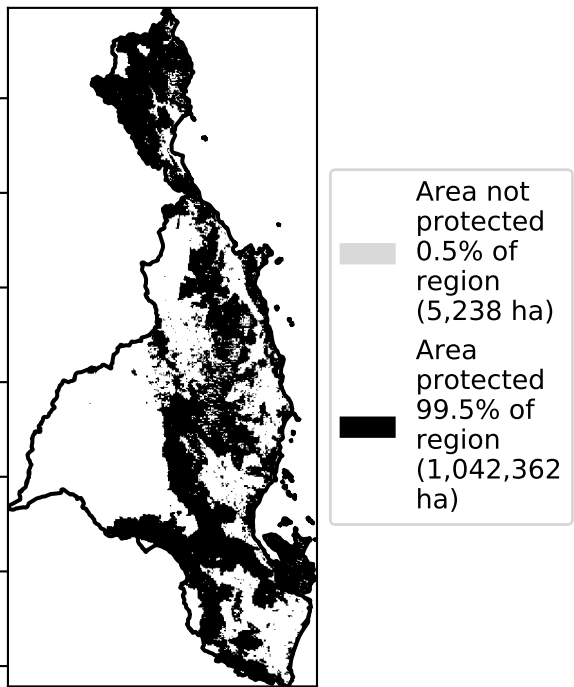 Area not
protected
0.5% of
region
(5,238 ha)
Area
protected
99.5% of
region
(1,042,362
ha)